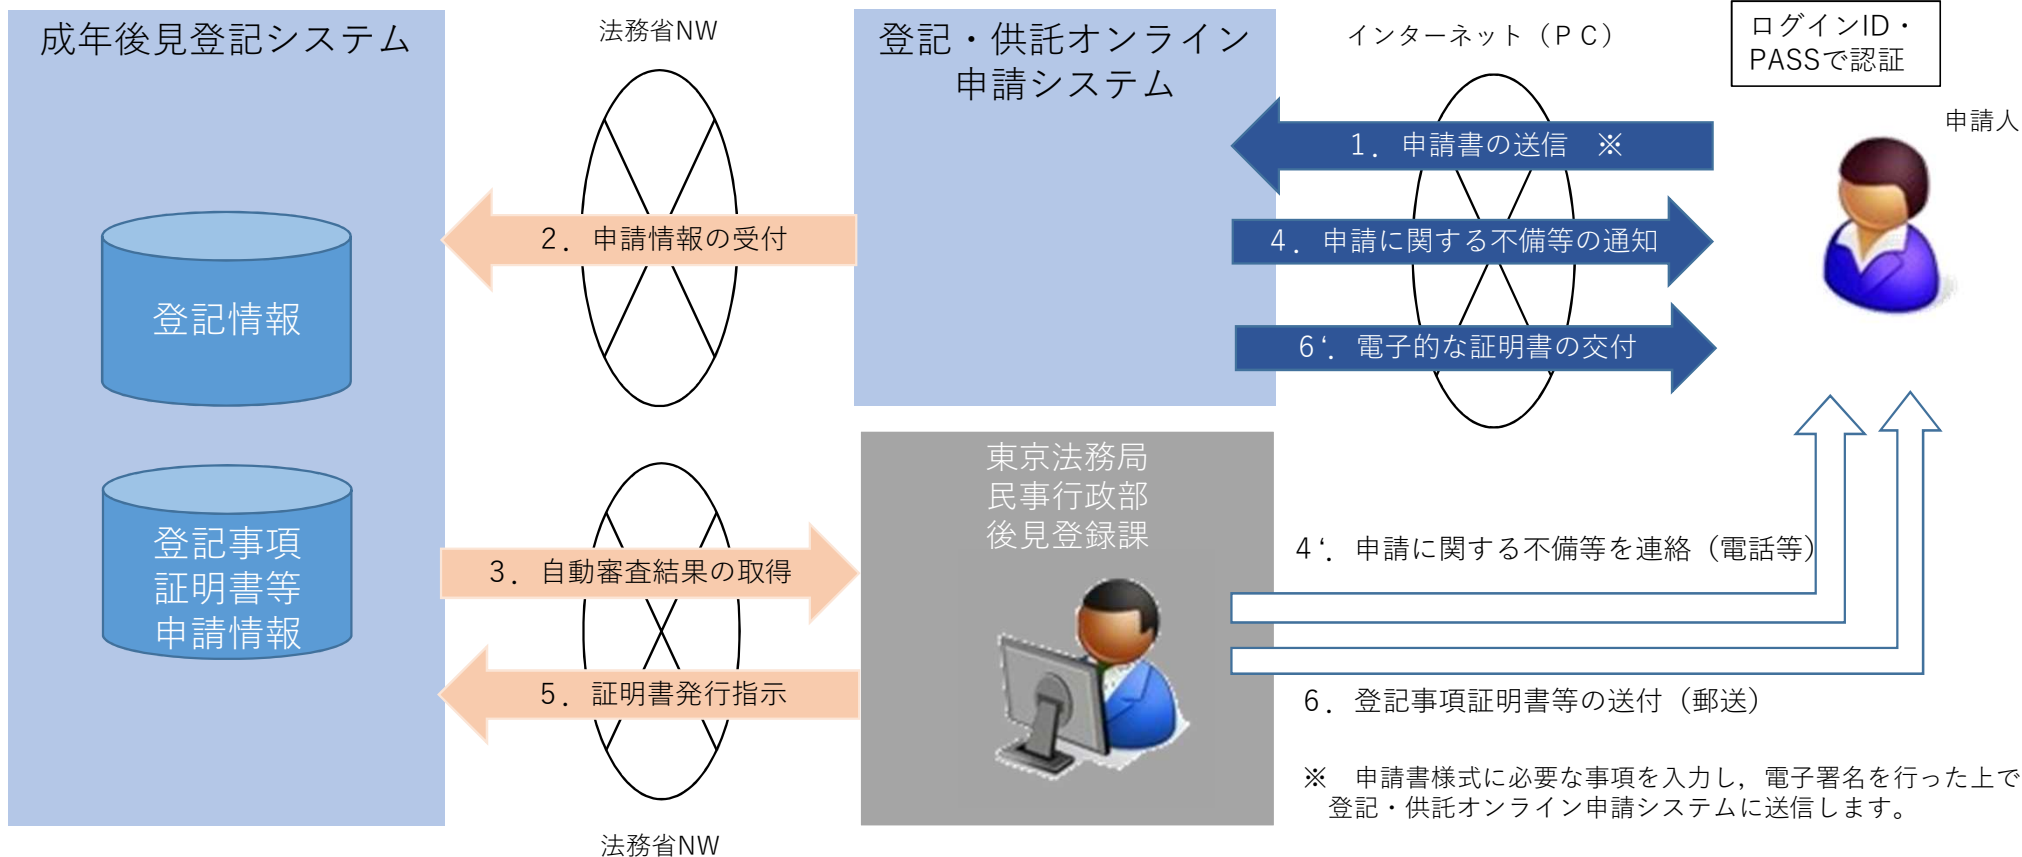 成年後見登記システム
法務省NW
登記・供託オンライン
申請システム
インターネット（ＰＣ）
ログインID・
PASSで認証
申請人
1．申請書の送信　※
2．申請情報の受付
4．申請に関する不備等の通知
登記情報
6‘．電子的な証明書の交付
東京法務局
民事行政部
後見登録課
登記事項
証明書等
申請情報
3．自動審査結果の取得
4‘．申請に関する不備等を連絡（電話等）
5．証明書発行指示
6．登記事項証明書等の送付（郵送）
※　申請書様式に必要な事項を入力し，電子署名を行った上で
登記・供託オンライン申請システムに送信します。
法務省NW